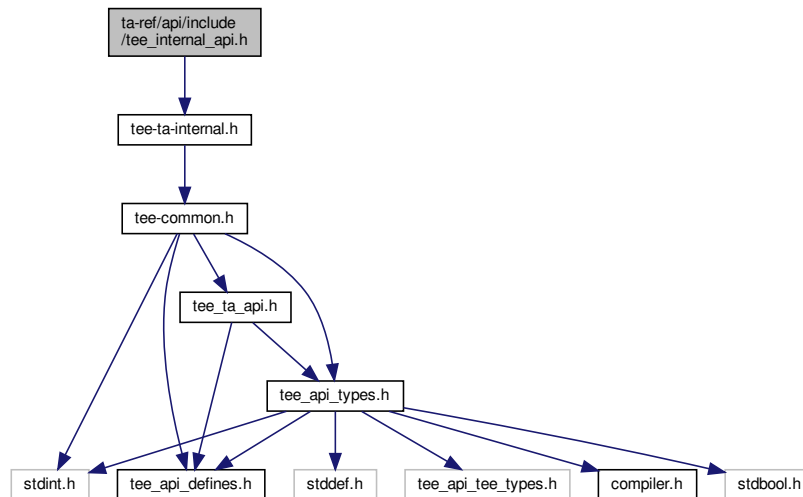 ta-ref/api/include
/tee_internal_api.h
tee-ta-internal.h
tee-common.h
tee_ta_api.h
tee_api_types.h
stdint.h
tee_api_defines.h
stddef.h
tee_api_tee_types.h
compiler.h
stdbool.h